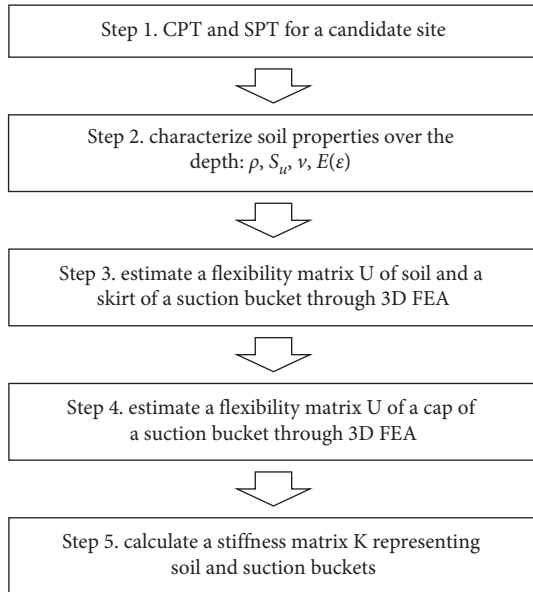 Step 1. CPT and SPT for a candidate site
Step 2. characterize soil properties over the
depth: ρ, Sᵤ, ν, E(ε)
Step 3. estimate a flexibility matrix U of soil and a
skirt of a suction bucket through 3D FEA
Step 4. estimate a flexibility matrix U of a cap of
a suction bucket through 3D FEA
Step 5. calculate a stiffness matrix K representing
soil and suction buckets